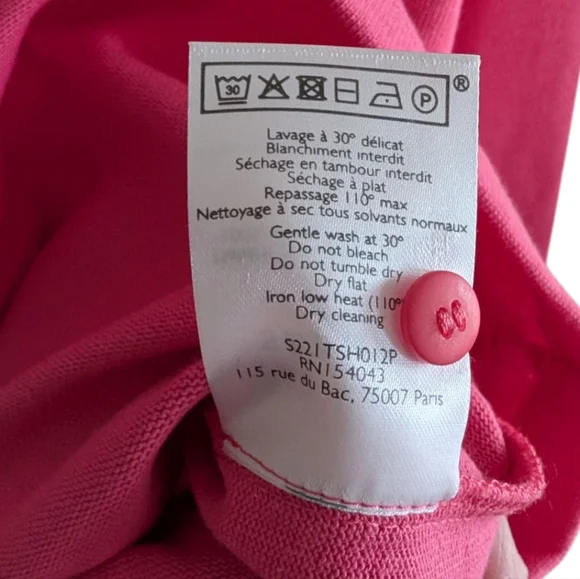 30 P ®
Lavage à 30° délicat
Blanchiment interdit
Séchage en tambour interdit
Séchage à plat
Repassage 110° max
Nettoyage à sec tous solvants normaux
Gentle wash at 30°
Do not bleach
Do not tumble dry
Dry flat
Iron low heat (110°
Dry cleaning
S221TSH012P
RN154043
115 rue du Bac, 75007 Paris